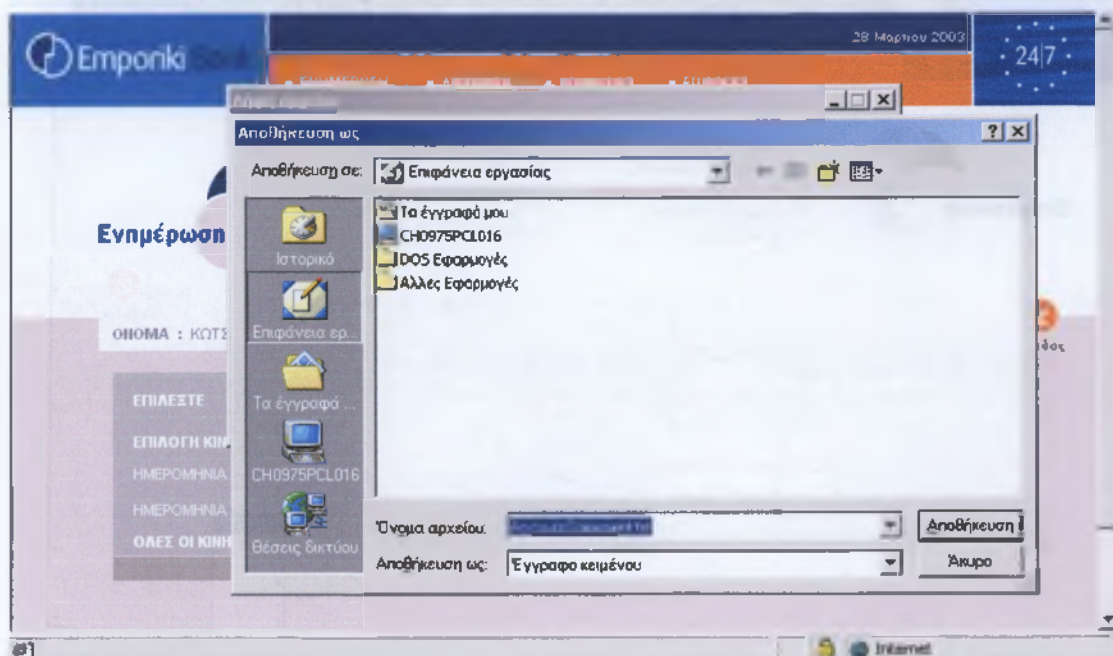 28 Μαρτιου 2003
Emporiki
24|7
Αποθήκευση ως
Αποθήκευση σε:
Επιφάνεια εργασίας
Ιστορικό
Επιφάνεια ερ...
Τα έγγραφά ...
CH0975PCL016
Θέσεις δικτύου
Τα έγγραφά μου
CH0975PCL016
DOS Εφαρμογές
Άλλες Εφαρμογές
Ενημέρωση
ΟΝΟΜΑ : ΚΩΤΣ
ΕΠΙΛΕΞΤΕ
ΕΠΙΛΟΓΗ ΚΙΝ
ΗΜΕΡΟΜΗΝΙΑ
ΗΜΕΡΟΜΗΝΙΑ
ΟΛΕΣ ΟΙ ΚΙΝΗ
Όνομα αρχείου:
Αποθήκευση
Αποθήκευση ως:
Έγγραφο κειμένου
Άκυρο
Internet